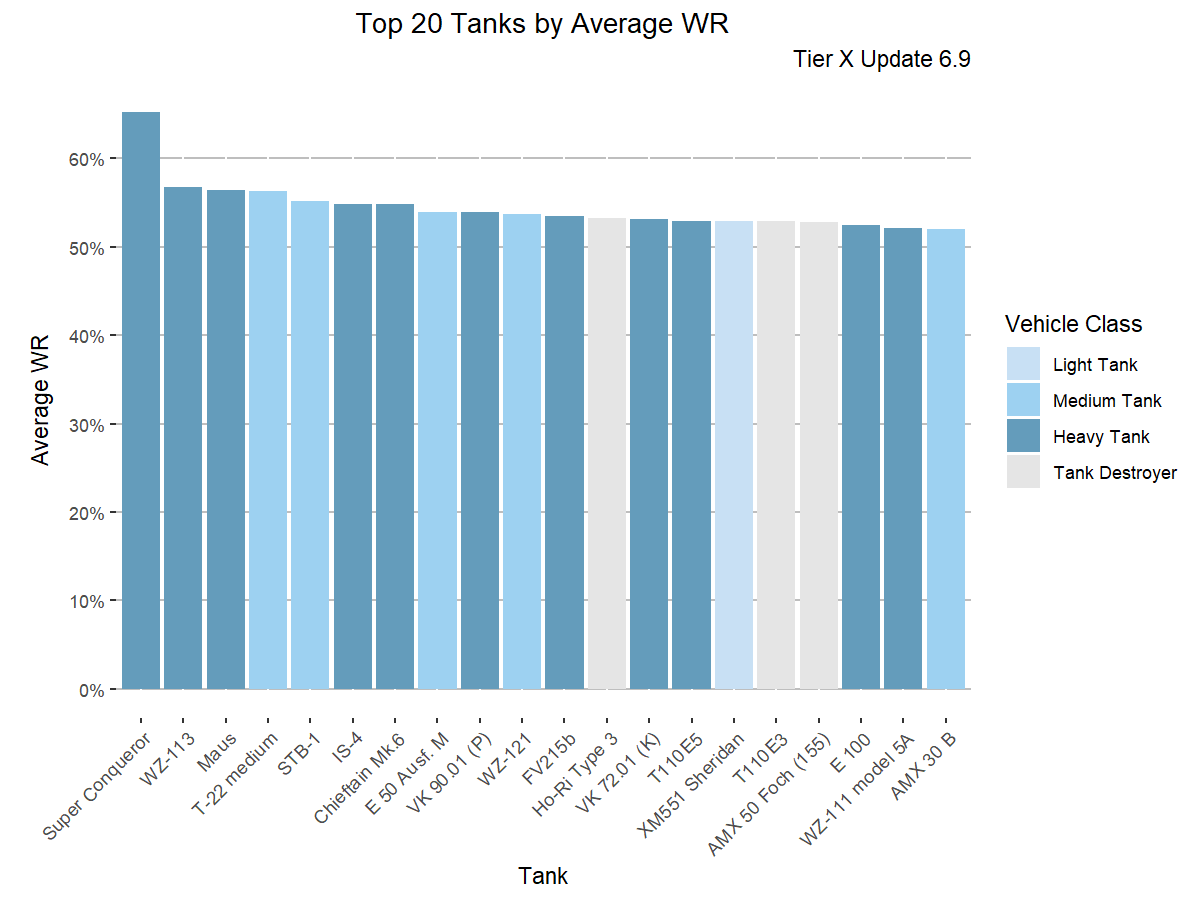 Top 20 Tanks by Average WR
Tier X Update 6.9
Average WR
60%
50%
40%
30%
20%
10%
0%
Super Conqueror
WZ-113
Maus
T-22 medium
STB-1
IS-4
Chieftain Mk.6
E 50 Ausf. M
VK 90.01 (P)
WZ-121
FV215b
Ho-Ri Type 3
VK 72.01 (K)
T110E5
XM551 Sheridan
T110E3
AMX 50 Foch (155)
E 100
WZ-111 model 5A
AMX 30 B
Tank
Vehicle Class
Light Tank
Medium Tank
Heavy Tank
Tank Destroyer